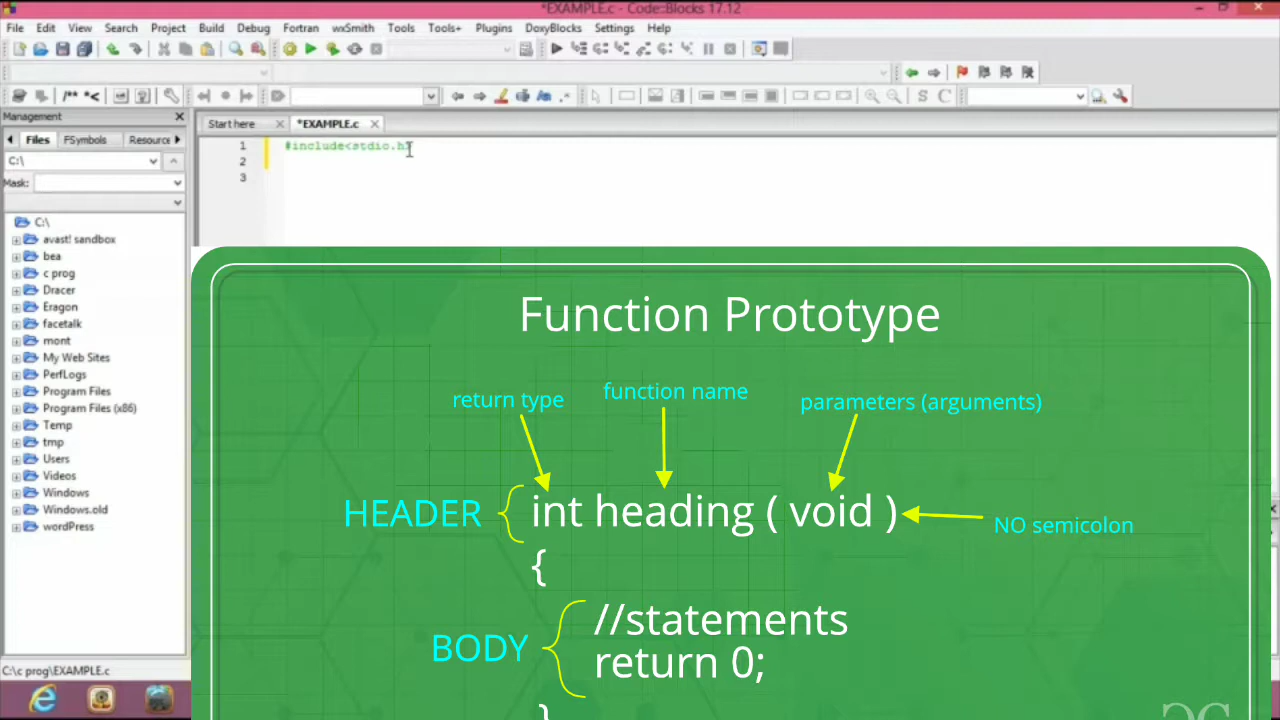 *EXAMPLE.c - Code::Blocks 17.12
File Edit View Search Project Build Debug Fortran wxSmith Tools Tools+ Plugins DoxyBlocks Settings Help
/** *<
S C
Management
Files FSymbols Resource
Start here *EXAMPLE.c
C:\
Mask:
1 #include<stdio.h>
2
3
C:\
avast! sandbox
bea
c prog
Dracer
Eragon
facetalk
mont
My Web Sites
PerfLogs
Program Files
Program Files (x86)
Temp
tmp
Users
Videos
Windows
Windows.old
wordPress
C:\c prog\EXAMPLE.c
Function Prototype
return type function name parameters (arguments)
HEADER int heading ( void ) NO semicolon
{
//statements
BODY
return 0;
}